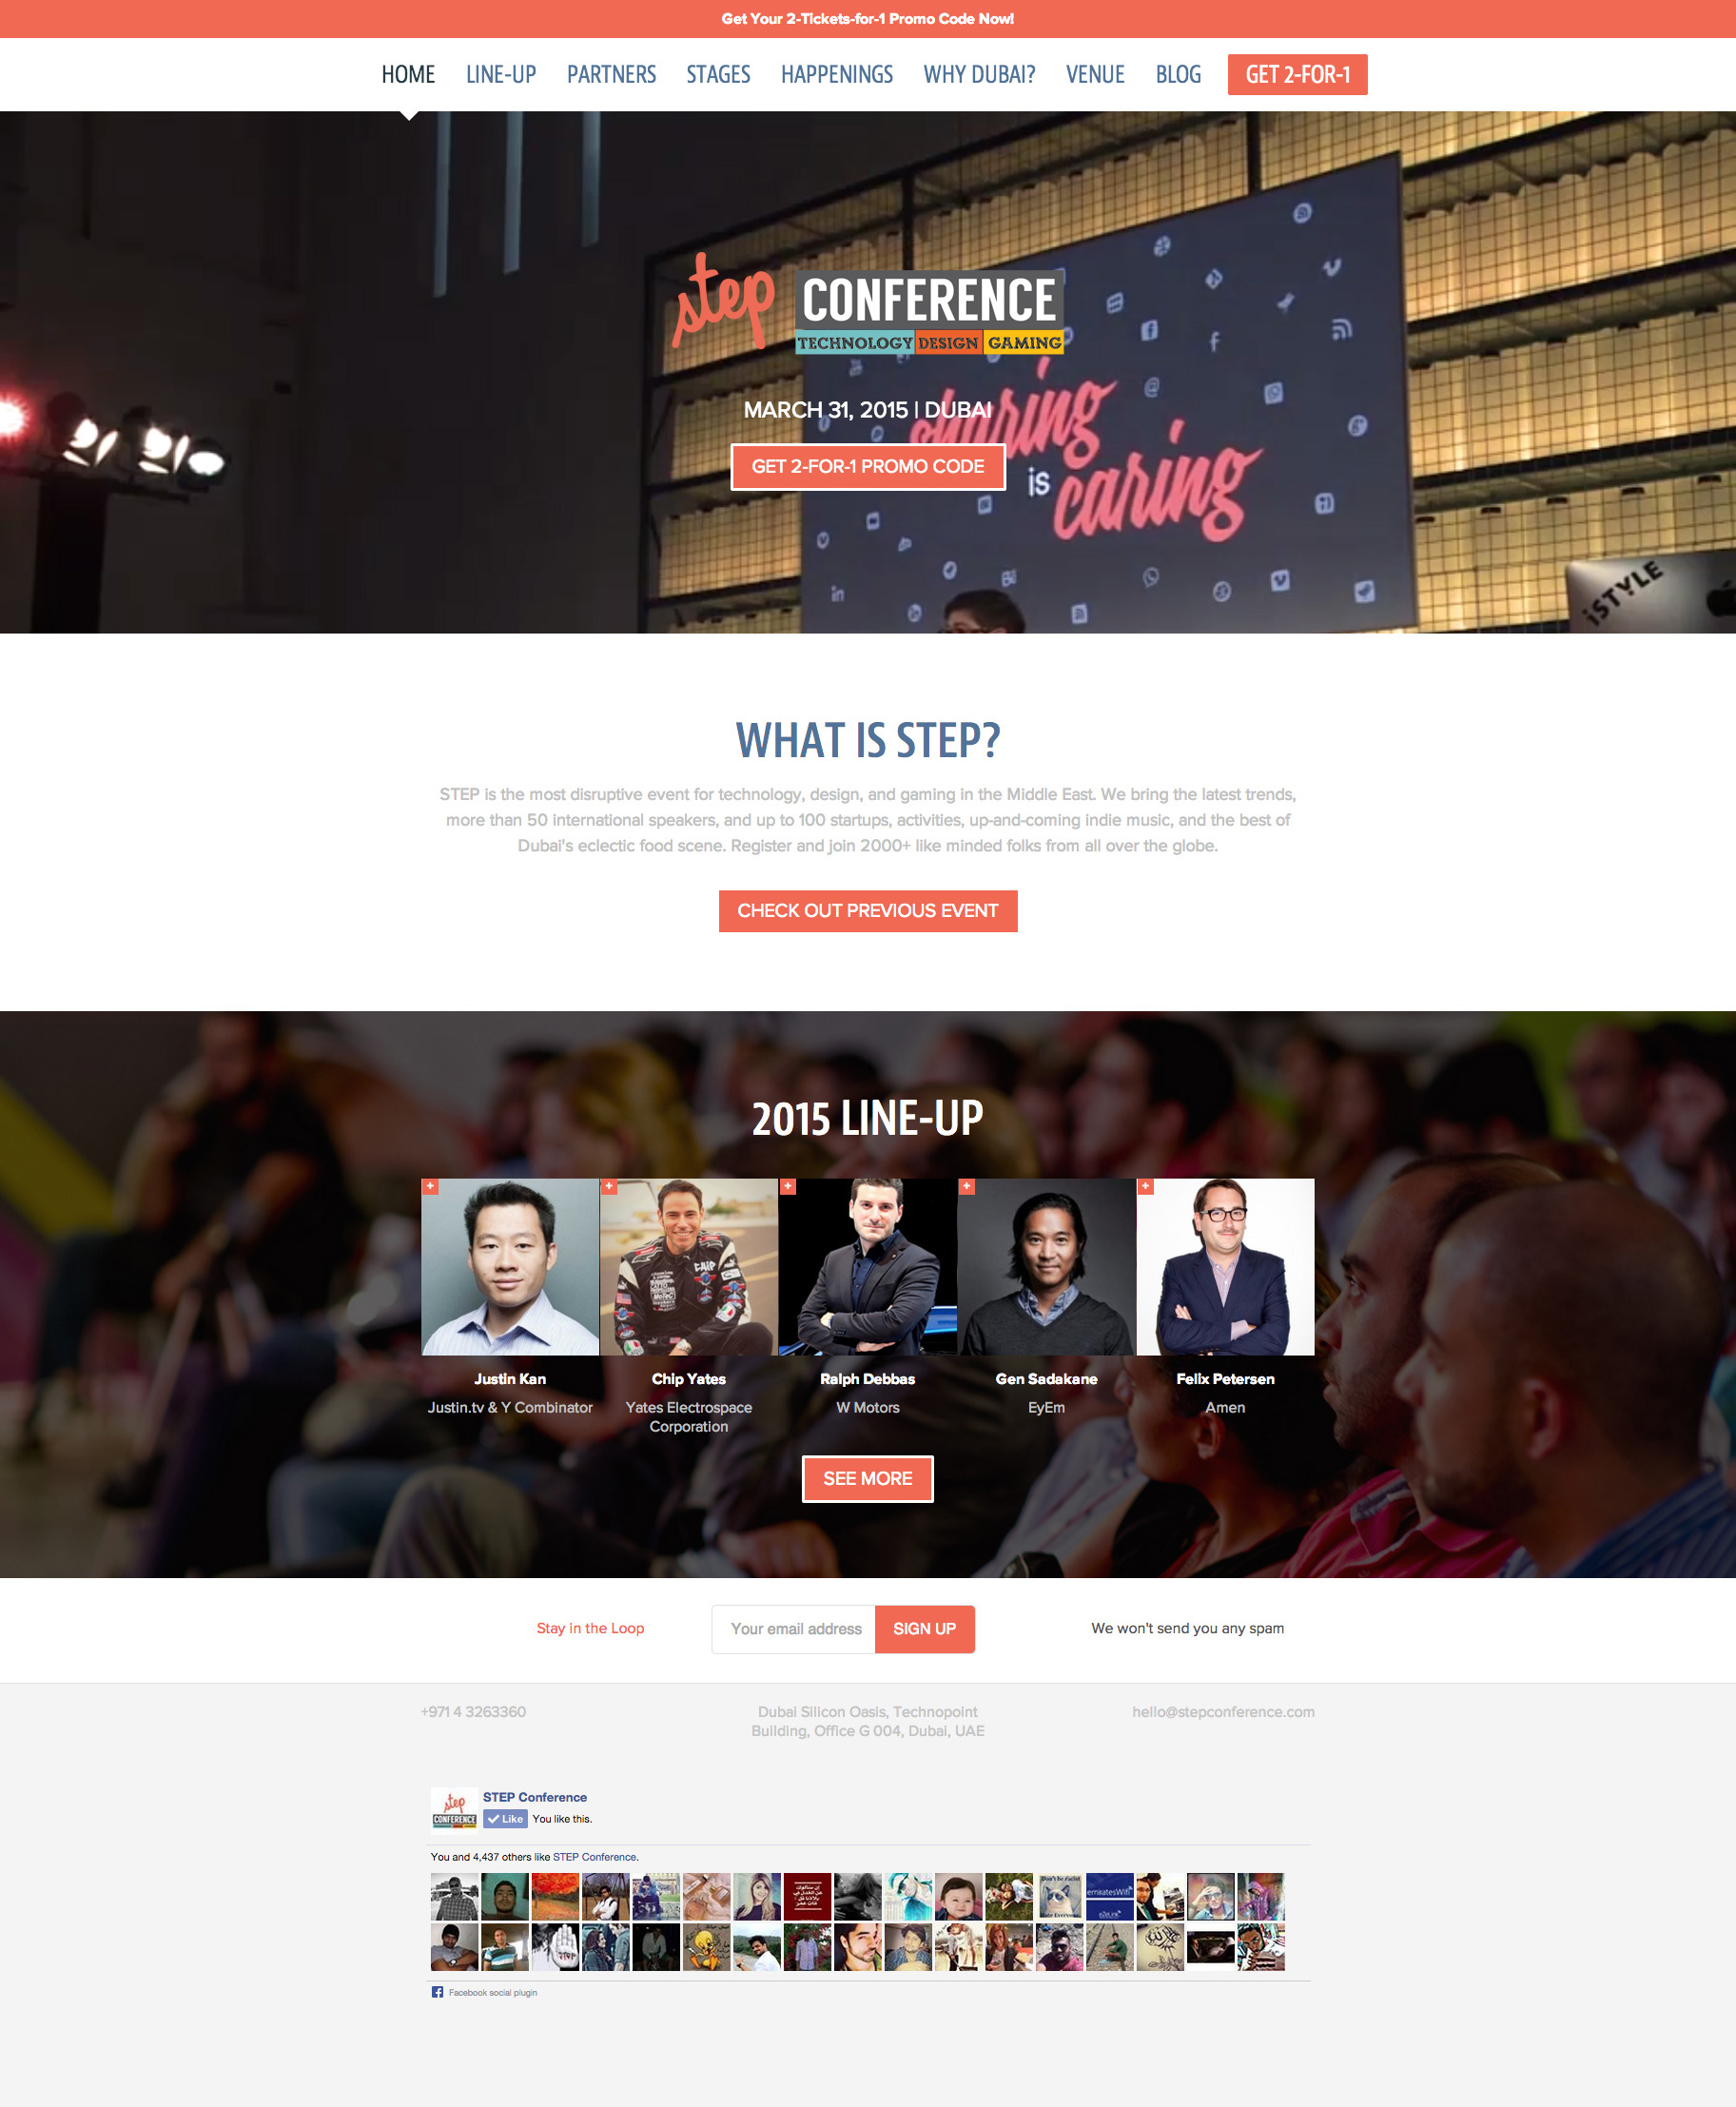 Get Your 2-Tickets-for-1 Promo Code Now!
HOME LINE-UP PARTNERS STAGES HAPPENINGS WHY DUBAI? VENUE BLOG GET 2-FOR-1
step CONFERENCE
TECHNOLOGY DESIGN GAMING
MARCH 31, 2015 | DUBAI
sharing
GET 2-FOR-1 PROMO CODE
is caring
iSTYLE
WHAT IS STEP?
STEP is the most disruptive event for technology, design, and gaming in the Middle East. We bring the latest trends,
more than 50 international speakers, and up to 100 startups, activities, up-and-coming indie music, and the best of
Dubai's eclectic food scene. Register and join 2000+ like minded folks from all over the globe.
CHECK OUT PREVIOUS EVENT
2015 LINE-UP
Justin Kan
Justin.tv & Y Combinator
Chip Yates
Yates Electrospace
Corporation
Ralph Debbas
W Motors
Gen Sadakane
EyEm
Felix Petersen
Amen
SEE MORE
Stay in the Loop
Your email address
SIGN UP
We won't send you any spam
+971 4 3263360
Dubai Silicon Oasis, Technopoint
Building, Office G 004, Dubai, UAE
hello@stepconference.com
step
CONFERENCE
STEP Conference
Like You like this.
You and 4,437 others like STEP Conference.
Don't be racist
emiratesWifi
Facebook social plugin